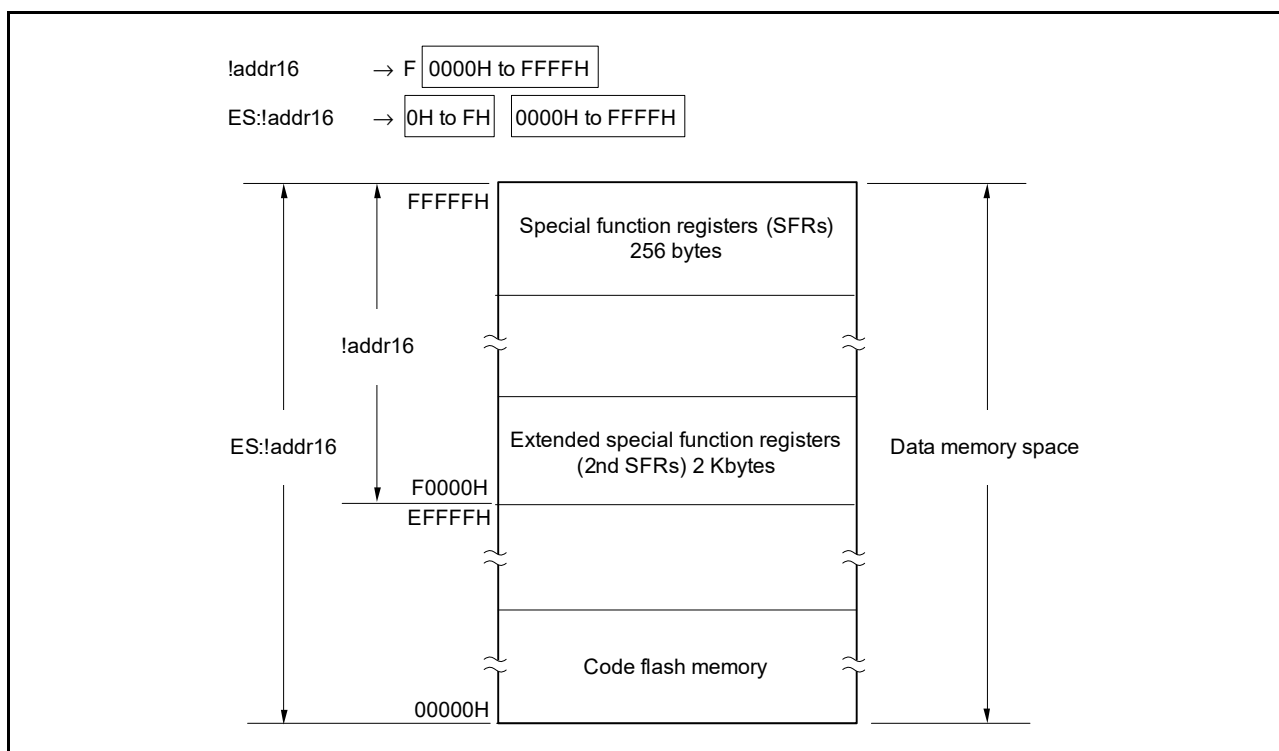 !addr16 → F 0000H to FFFFH
ES:!addr16 → 0H to FH 0000H to FFFFH
FFFFFH
Special function registers (SFRs)
256 bytes
!addr16
ES:!addr16
Extended special function registers
(2nd SFRs) 2 Kbytes
Data memory space
F0000H
EFFFFH
Code flash memory
00000H